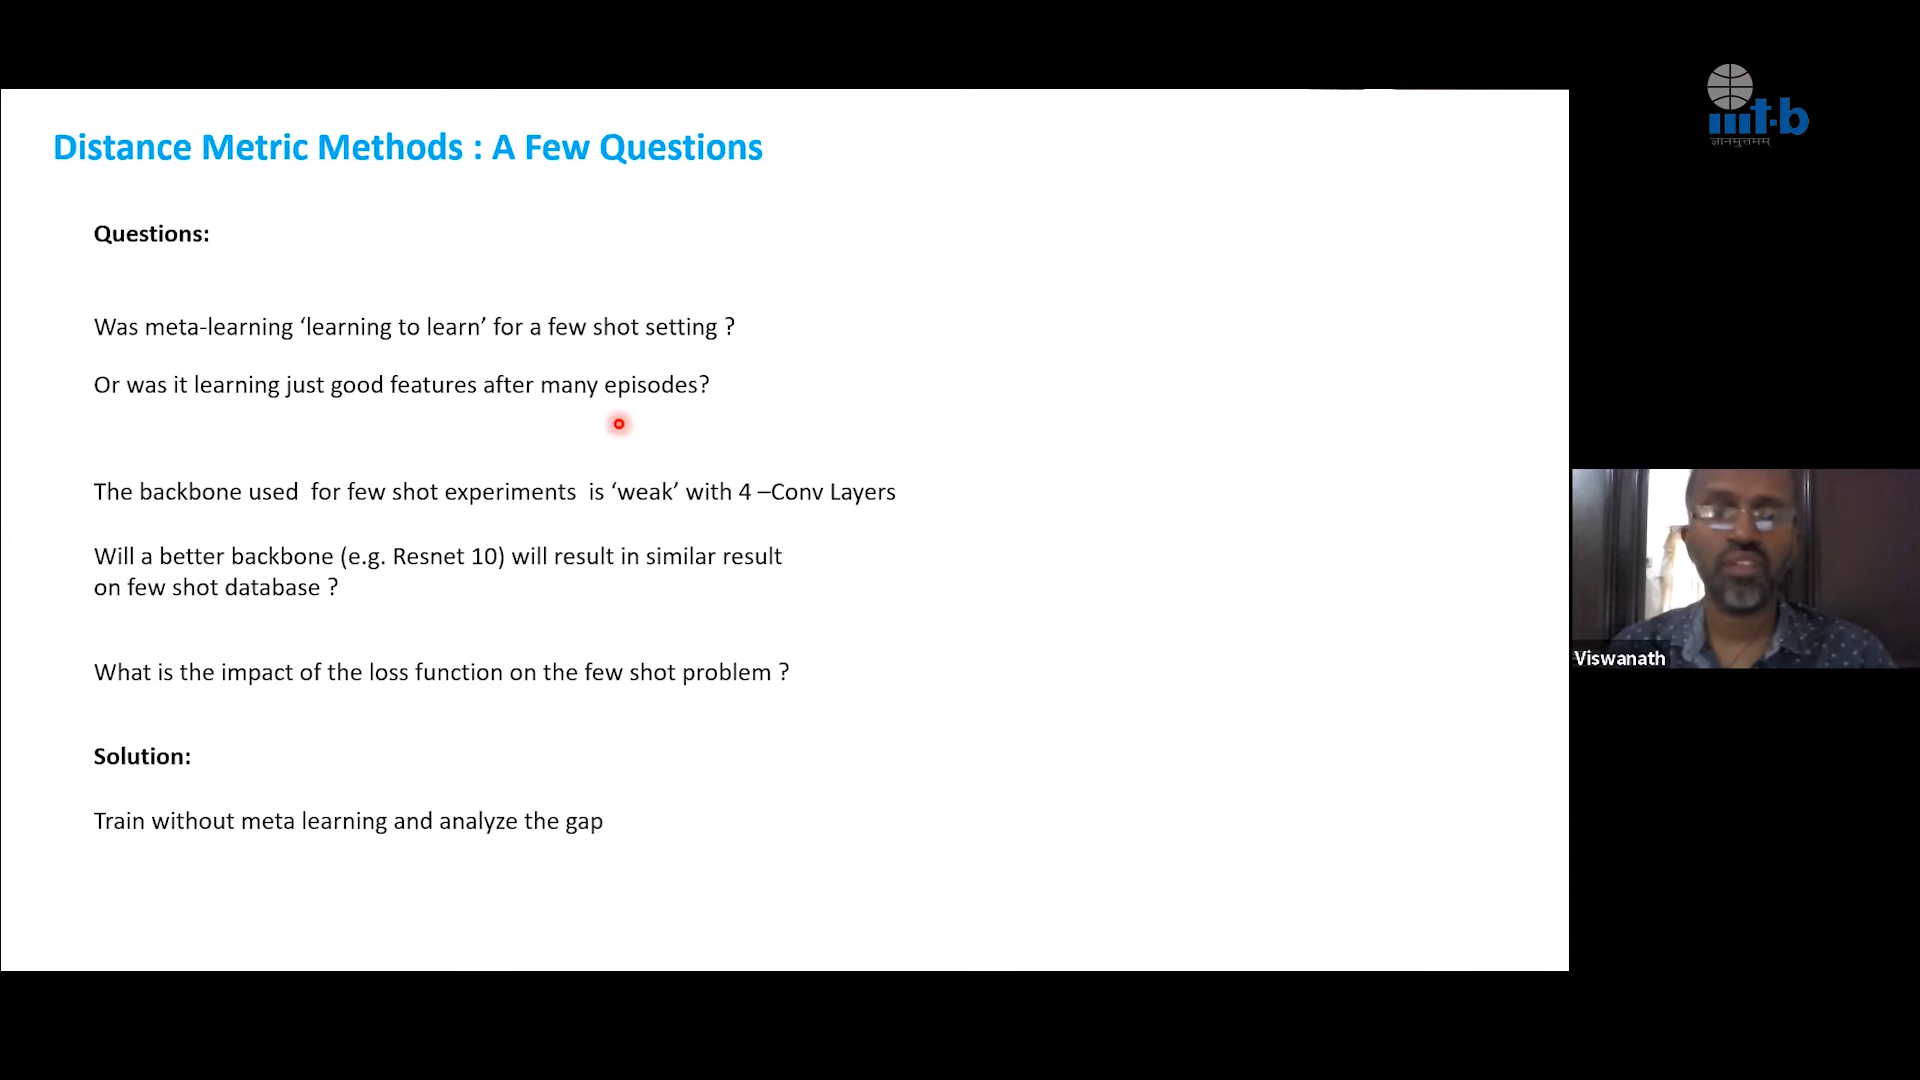 Distance Metric Methods : A Few Questions
Questions:
Was meta-learning ‘learning to learn’ for a few shot setting ?
Or was it learning just good features after many episodes?
The backbone used for few shot experiments is ‘weak’ with 4 –Conv Layers
Will a better backbone (e.g. Resnet 10) will result in similar result
on few shot database ?
What is the impact of the loss function on the few shot problem ?
Solution:
Train without meta learning and analyze the gap
iiit-b
ज्ञानमुत्तमम्
Viswanath